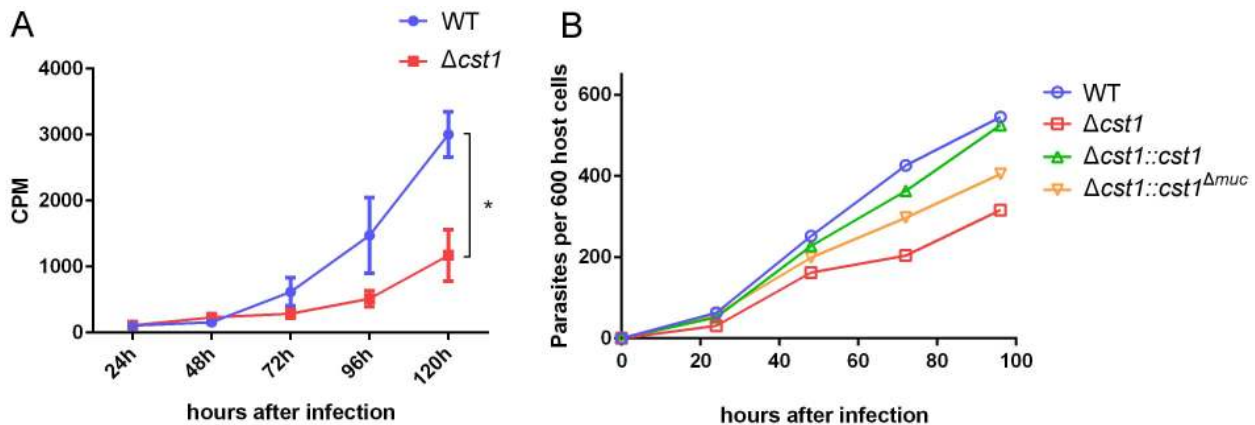 A
WT
Δcst1
4000
3000
2000
1000
0
CPM
*
24h
48h
72h
96h
120h
hours after infection
B
Parasites per 600 host cells
600
400
200
0
0 20 40 60 80 100
hours after infection
WT
Δcst1
Δcst1::cst1
Δcst1::cst1^Δmuc